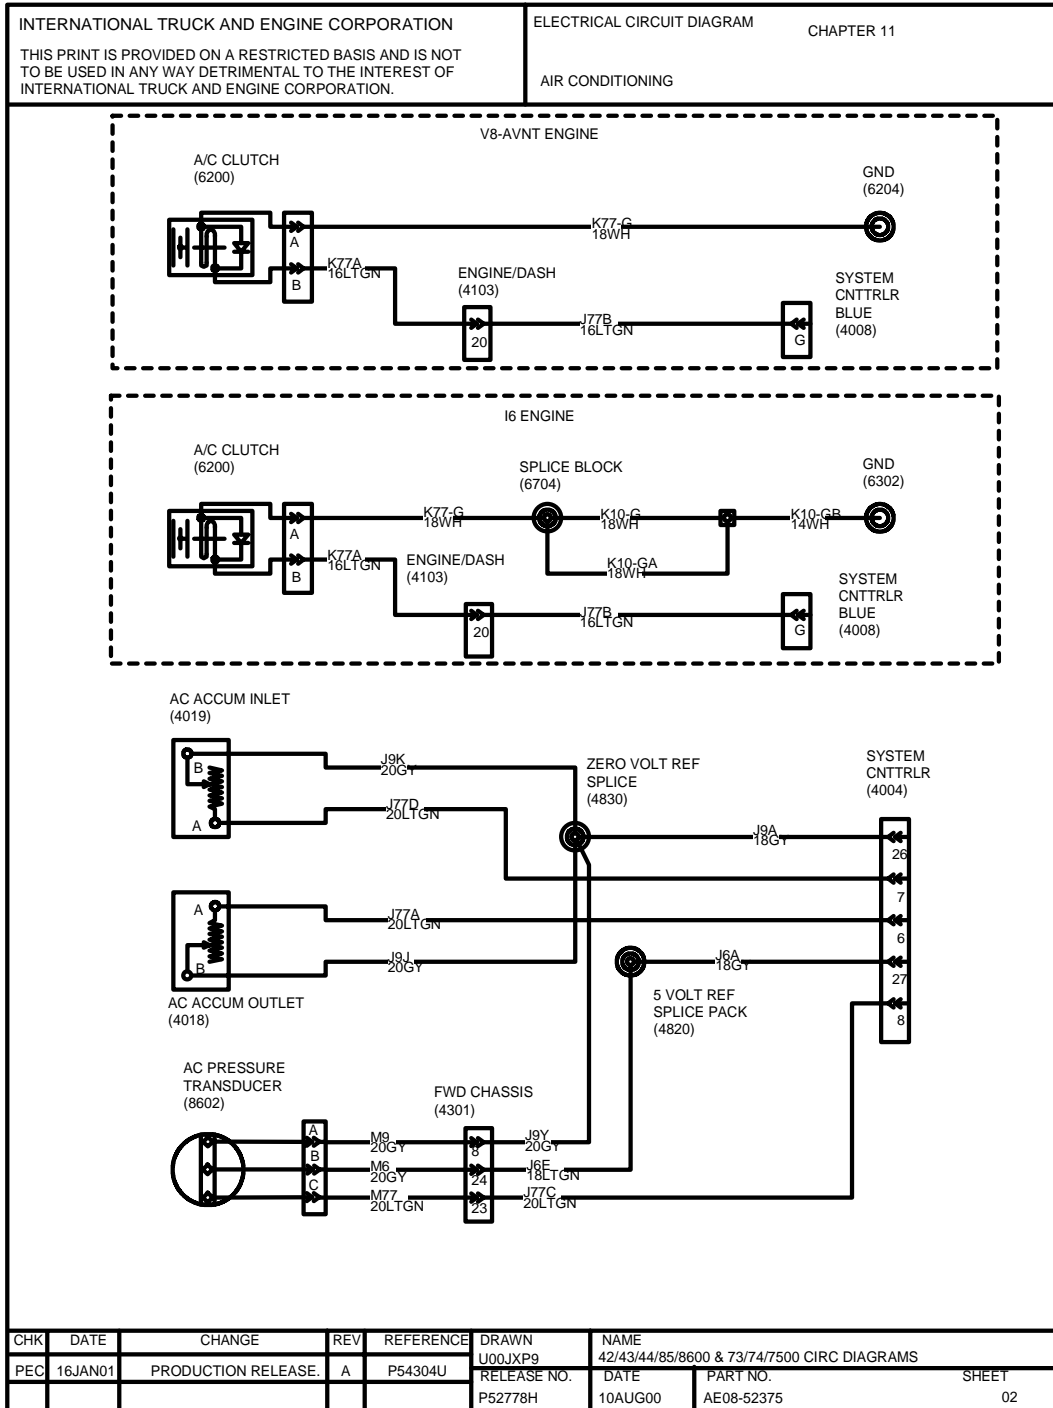 INTERNATIONAL TRUCK AND ENGINE CORPORATION
THIS PRINT IS PROVIDED ON A RESTRICTED BASIS AND IS NOT
TO BE USED IN ANY WAY DETRIMENTAL TO THE INTEREST OF
INTERNATIONAL TRUCK AND ENGINE CORPORATION.
ELECTRICAL CIRCUIT DIAGRAM
CHAPTER 11
AIR CONDITIONING
V8-AVNT ENGINE
A/C CLUTCH
(6200)
GND
(6204)
A
B
K77-G
18WH
K77A
16LTGN
ENGINE/DASH
(4103)
20
J77B
16LTGN
SYSTEM
CNTTRLR
BLUE
(4008)
G
I6 ENGINE
A/C CLUTCH
(6200)
SPLICE BLOCK
(6704)
GND
(6302)
A
B
K77-G
18WH
K10-G
18WH
K10-GB
14WH
K10-GA
18WH
K77A
16LTGN
ENGINE/DASH
(4103)
20
J77B
16LTGN
SYSTEM
CNTTRLR
BLUE
(4008)
G
AC ACCUM INLET
(4019)
B
A
J9K
20GY
J77D
20LTGN
ZERO VOLT REF
SPLICE
(4830)
SYSTEM
CNTTRLR
(4004)
J9A
18GY
26
7
6
27
8
A
B
J77A
20LTGN
J9J
20GY
AC ACCUM OUTLET
(4018)
J6A
18GY
5 VOLT REF
SPLICE PACK
(4820)
AC PRESSURE
TRANSDUCER
(8602)
A
B
C
M9
20GY
M6
20GY
M77
20LTGN
FWD CHASSIS
(4301)
8
24
23
J9Y
20GY
J6E
18LTGN
J77C
20LTGN
CHK DATE CHANGE REV REFERENCE
PEC 16JAN01 PRODUCTION RELEASE. A P54304U
DRAWN
U00JXP9
NAME
42/43/44/85/8600 & 73/74/7500 CIRC DIAGRAMS
RELEASE NO. DATE PART NO. SHEET
P52778H 10AUG00 AE08-52375 02